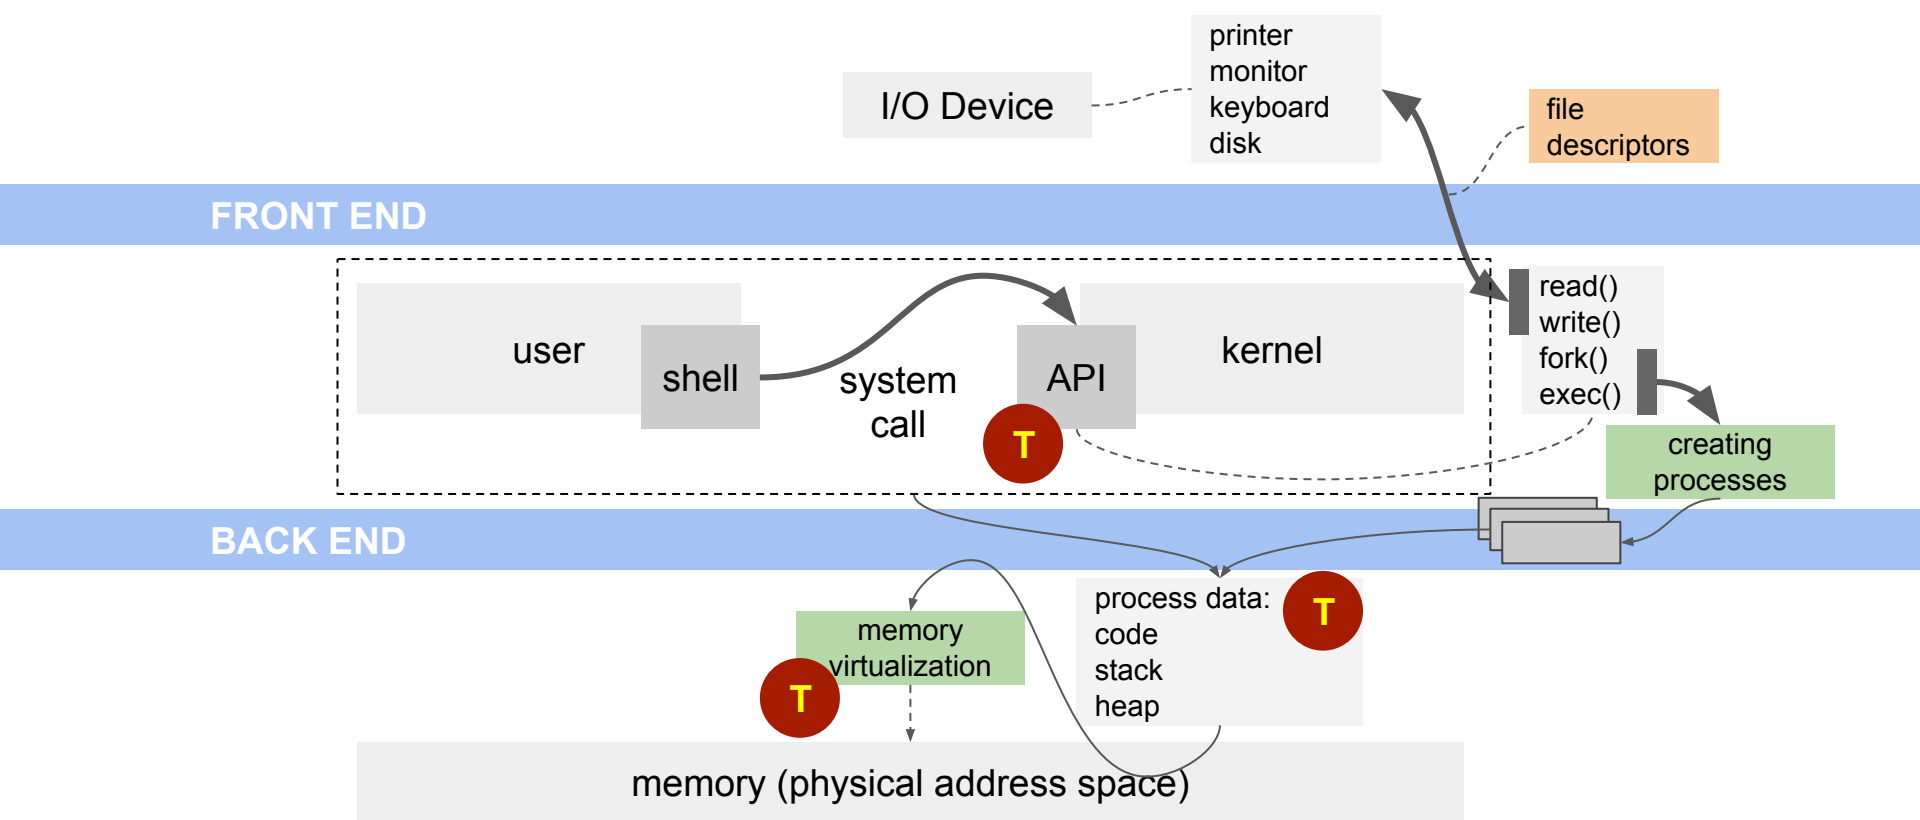 printer
monitor
keyboard
disk
I/O Device
file
descriptors
FRONT END
user
shell
system
call
API
kernel
T
read()
write()
fork()
exec()
creating
processes
BACK END
process data:
code
stack
heap
T
memory
virtualization
T
memory (physical address space)